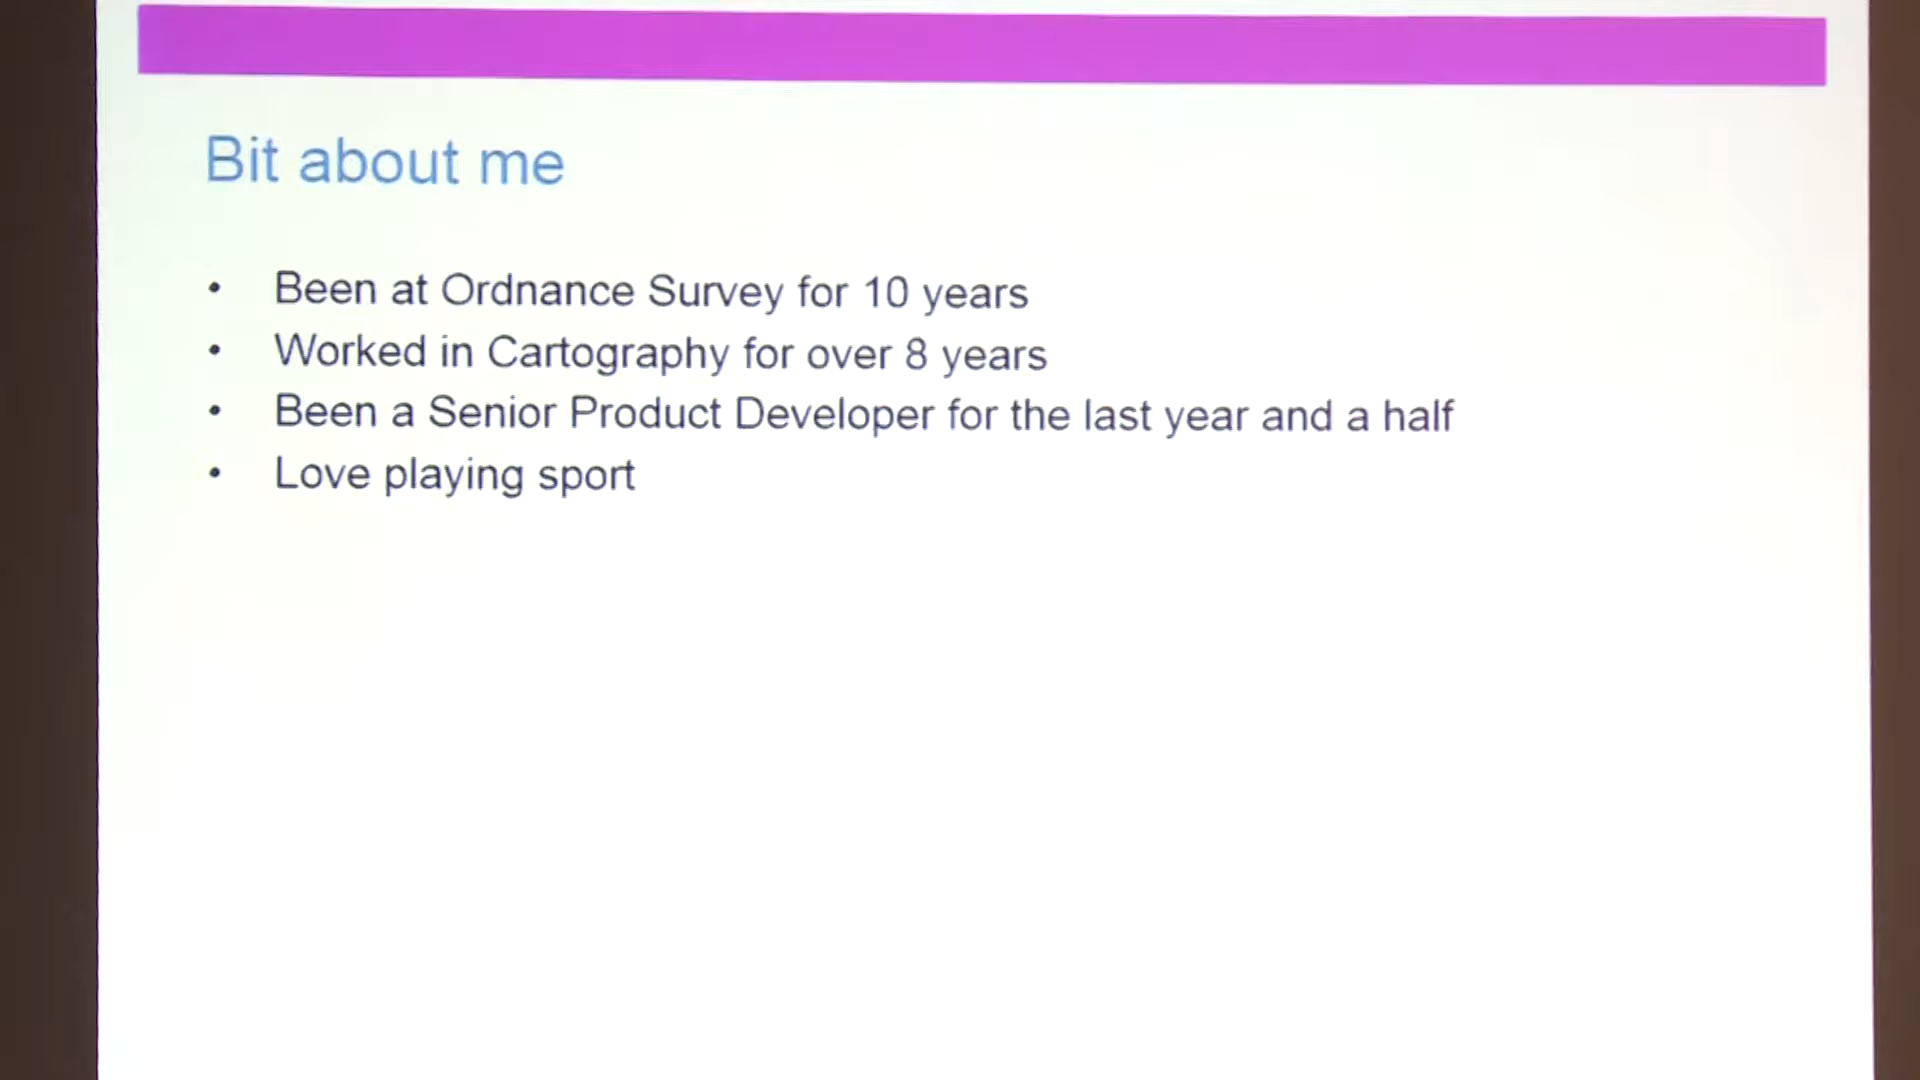 Bit about me
• Been at Ordnance Survey for 10 years
• Worked in Cartography for over 8 years
• Been a Senior Product Developer for the last year and a half
• Love playing sport